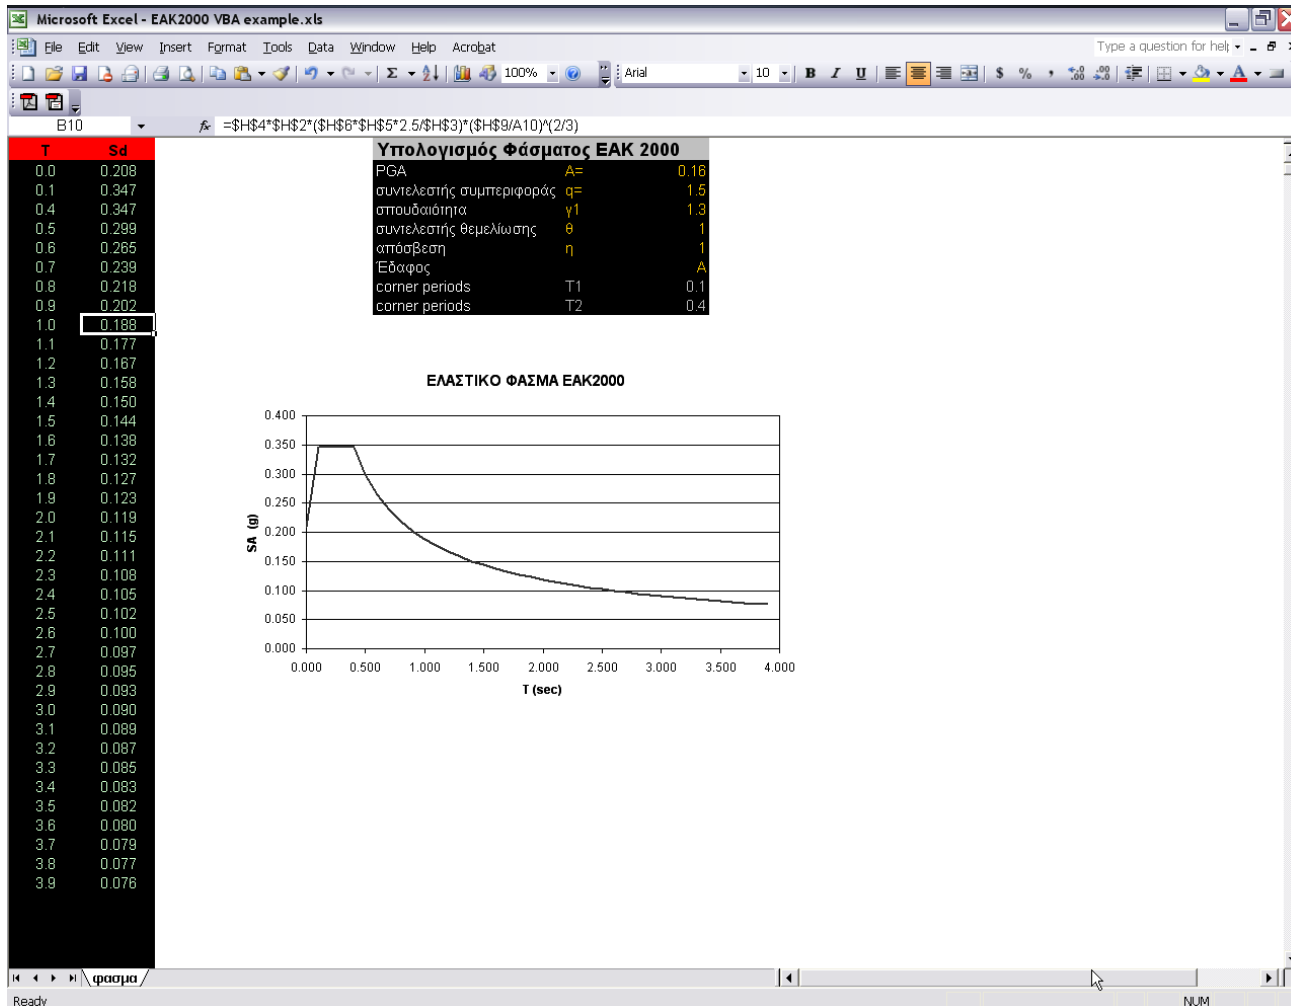 Microsoft Excel - EAK2000 VBA example.xls
File Edit View Insert Format Tools Data Window Help Acrobat
100% Arial 10 B I U $ %
B10 fx =$H$4*$H$2*($H$6*$H$5*2.5/$H$3)*($H$9/A10)^(2/3)
T Sd
0.0 0.208
0.1 0.347
0.4 0.347
0.5 0.299
0.6 0.265
0.7 0.239
0.8 0.218
0.9 0.202
1.0 0.188
1.1 0.177
1.2 0.167
1.3 0.158
1.4 0.150
1.5 0.144
1.6 0.138
1.7 0.132
1.8 0.127
1.9 0.123
2.0 0.119
2.1 0.115
2.2 0.111
2.3 0.108
2.4 0.105
2.5 0.102
2.6 0.100
2.7 0.097
2.8 0.095
2.9 0.093
3.0 0.090
3.1 0.089
3.2 0.087
3.3 0.085
3.4 0.083
3.5 0.082
3.6 0.080
3.7 0.079
3.8 0.077
3.9 0.076
Υπολογισμός Φάσματος ΕΑΚ 2000
PGA A= 0.16
συντελεστής συμπεριφοράς q= 1.5
σπουδαιότητα γ1 1.3
συντελεστής θεμελίωσης θ 1
απόσβεση η 1
Έδαφος A
corner periods T1 0.1
corner periods T2 0.4
ΕΛΑΣΤΙΚΟ ΦΑΣΜΑ ΕΑΚ2000
0.400
0.350
0.300
0.250
0.200
0.150
0.100
0.050
0.000
SA (g)
0.000 0.500 1.000 1.500 2.000 2.500 3.000 3.500 4.000
T (sec)
φασμα
Ready NUM
Type a question for